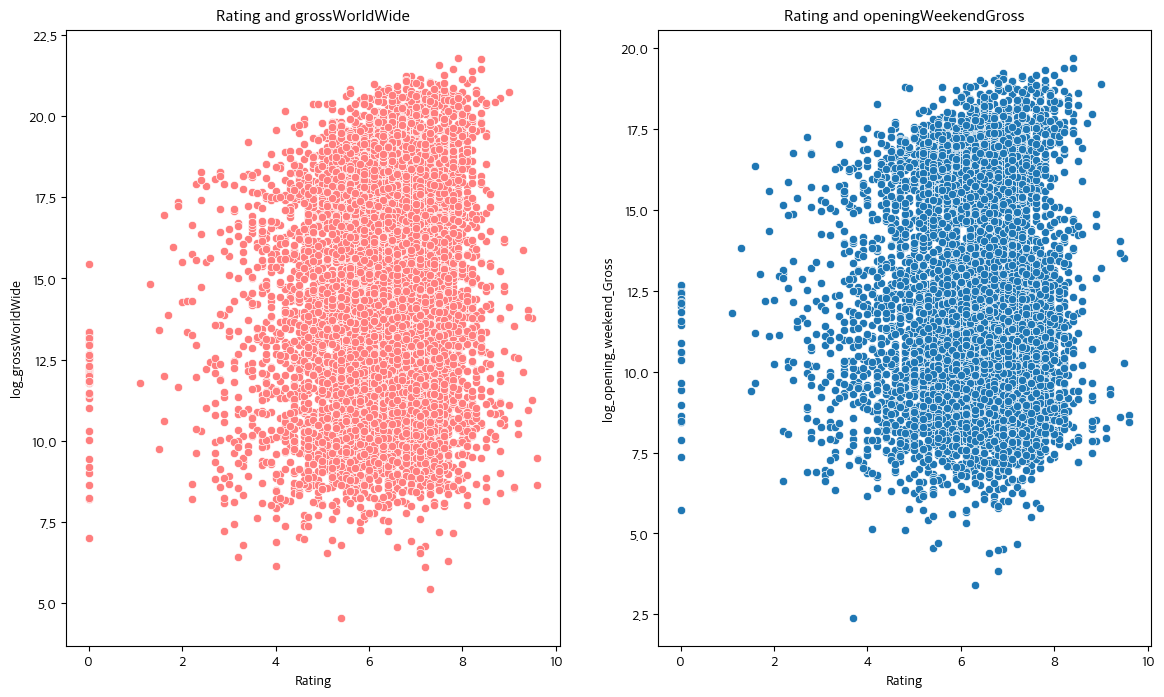 Rating and grossWorldWide
22.5
20.0
17.5
15.0
12.5
10.0
7.5
5.0
log_grossWorldWide
0 2 4 6 8 10
Rating
Rating and openingWeekendGross
20.0
17.5
15.0
12.5
10.0
7.5
5.0
2.5
log_opening_weekend_Gross
0 2 4 6 8 10
Rating